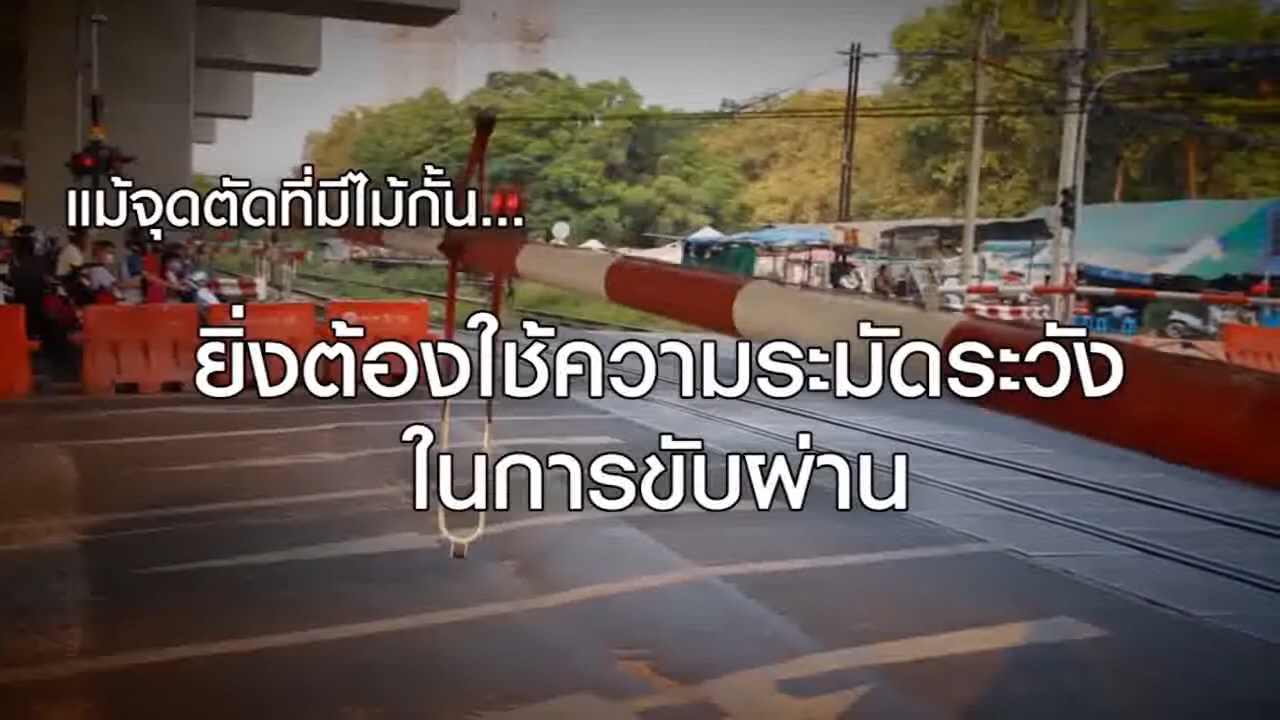 แม้จุดตัดที่มีไม้กั้น...
ยิ่งต้องใช้ความระมัดระวัง
ในการขับผ่าน